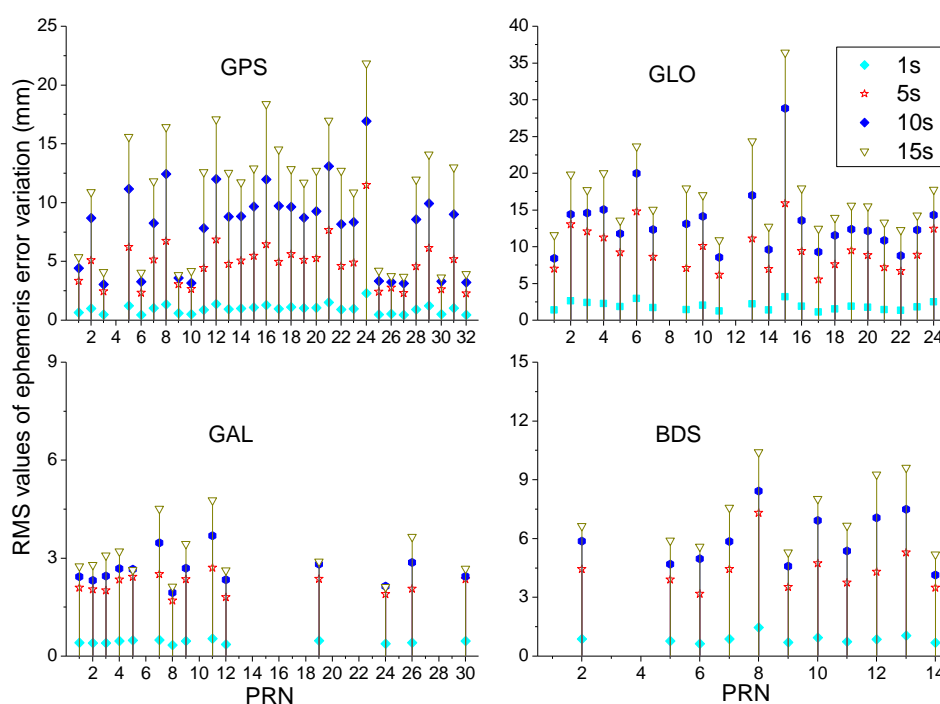 RMS values of ephemeris error variation (mm)
GPS
25
20
15
10
5
0
2 4 6 8 10 12 14 16 18 20 22 24 26 28 30 32
GLO
40
35
30
25
20
15
10
5
0
0 2 4 6 8 10 12 14 16 18 20 22 24
1s
5s
10s
15s
GAL
9
6
3
0
2 4 6 8 10 12 14 16 18 20 22 24 26 28 30
PRN
BDS
15
12
9
6
3
0
2 4 6 8 10 12 14
PRN